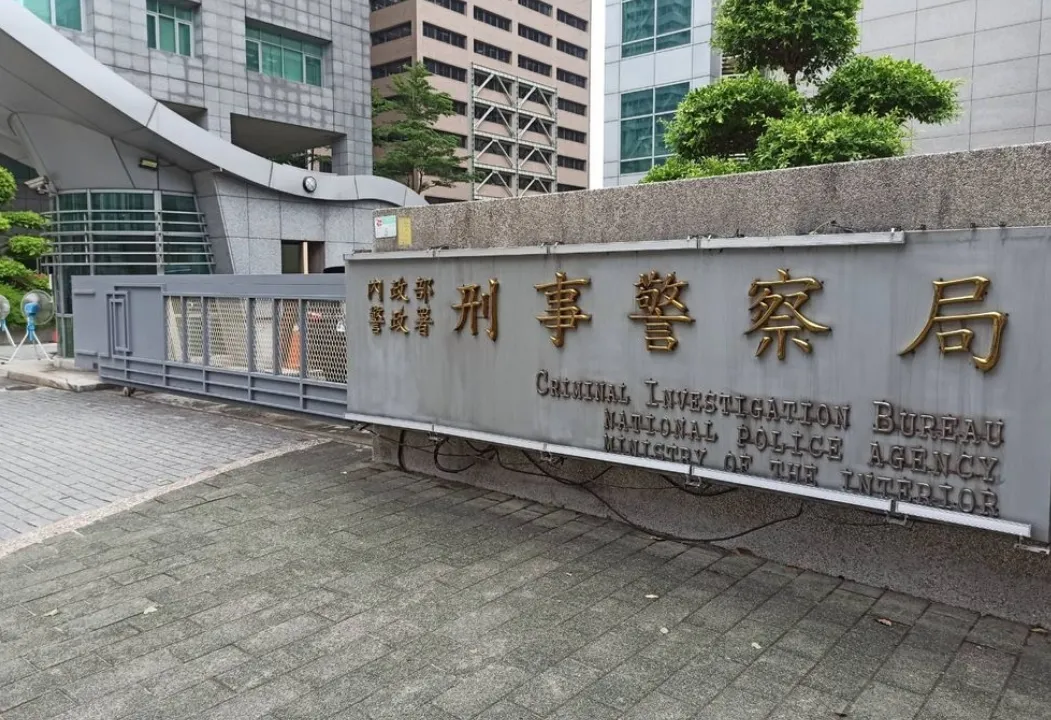 內政部
警政署
刑事警察局
CRIMINAL INVESTIGATION BUREAU
NATIONAL POLICE AGENCY
MINISTRY OF THE INTERIOR